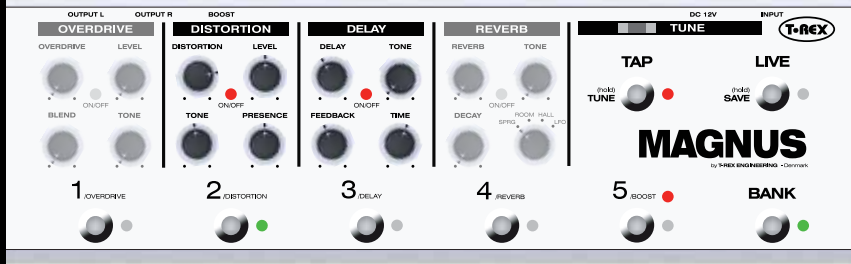 OUTPUT L OUTPUT R BOOST DC 12V INPUT
OVERDRIVE DISTORTION DELAY REVERB TUNE T-REX
OVERDRIVE LEVEL DISTORTION LEVEL DELAY TONE REVERB TONE
TAP LIVE
(hold) TUNE (hold) SAVE
ON/OFF ON/OFF ON/OFF ON/OFF
BLEND TONE TONE PRESENCE FEEDBACK TIME DECAY SPRG ROOM HALL LFO
MAGNUS
by T-REX ENGINEERING - Denmark
1/OVERDRIVE 2/DISTORTION 3/DELAY 4/REVERB 5/BOOST BANK